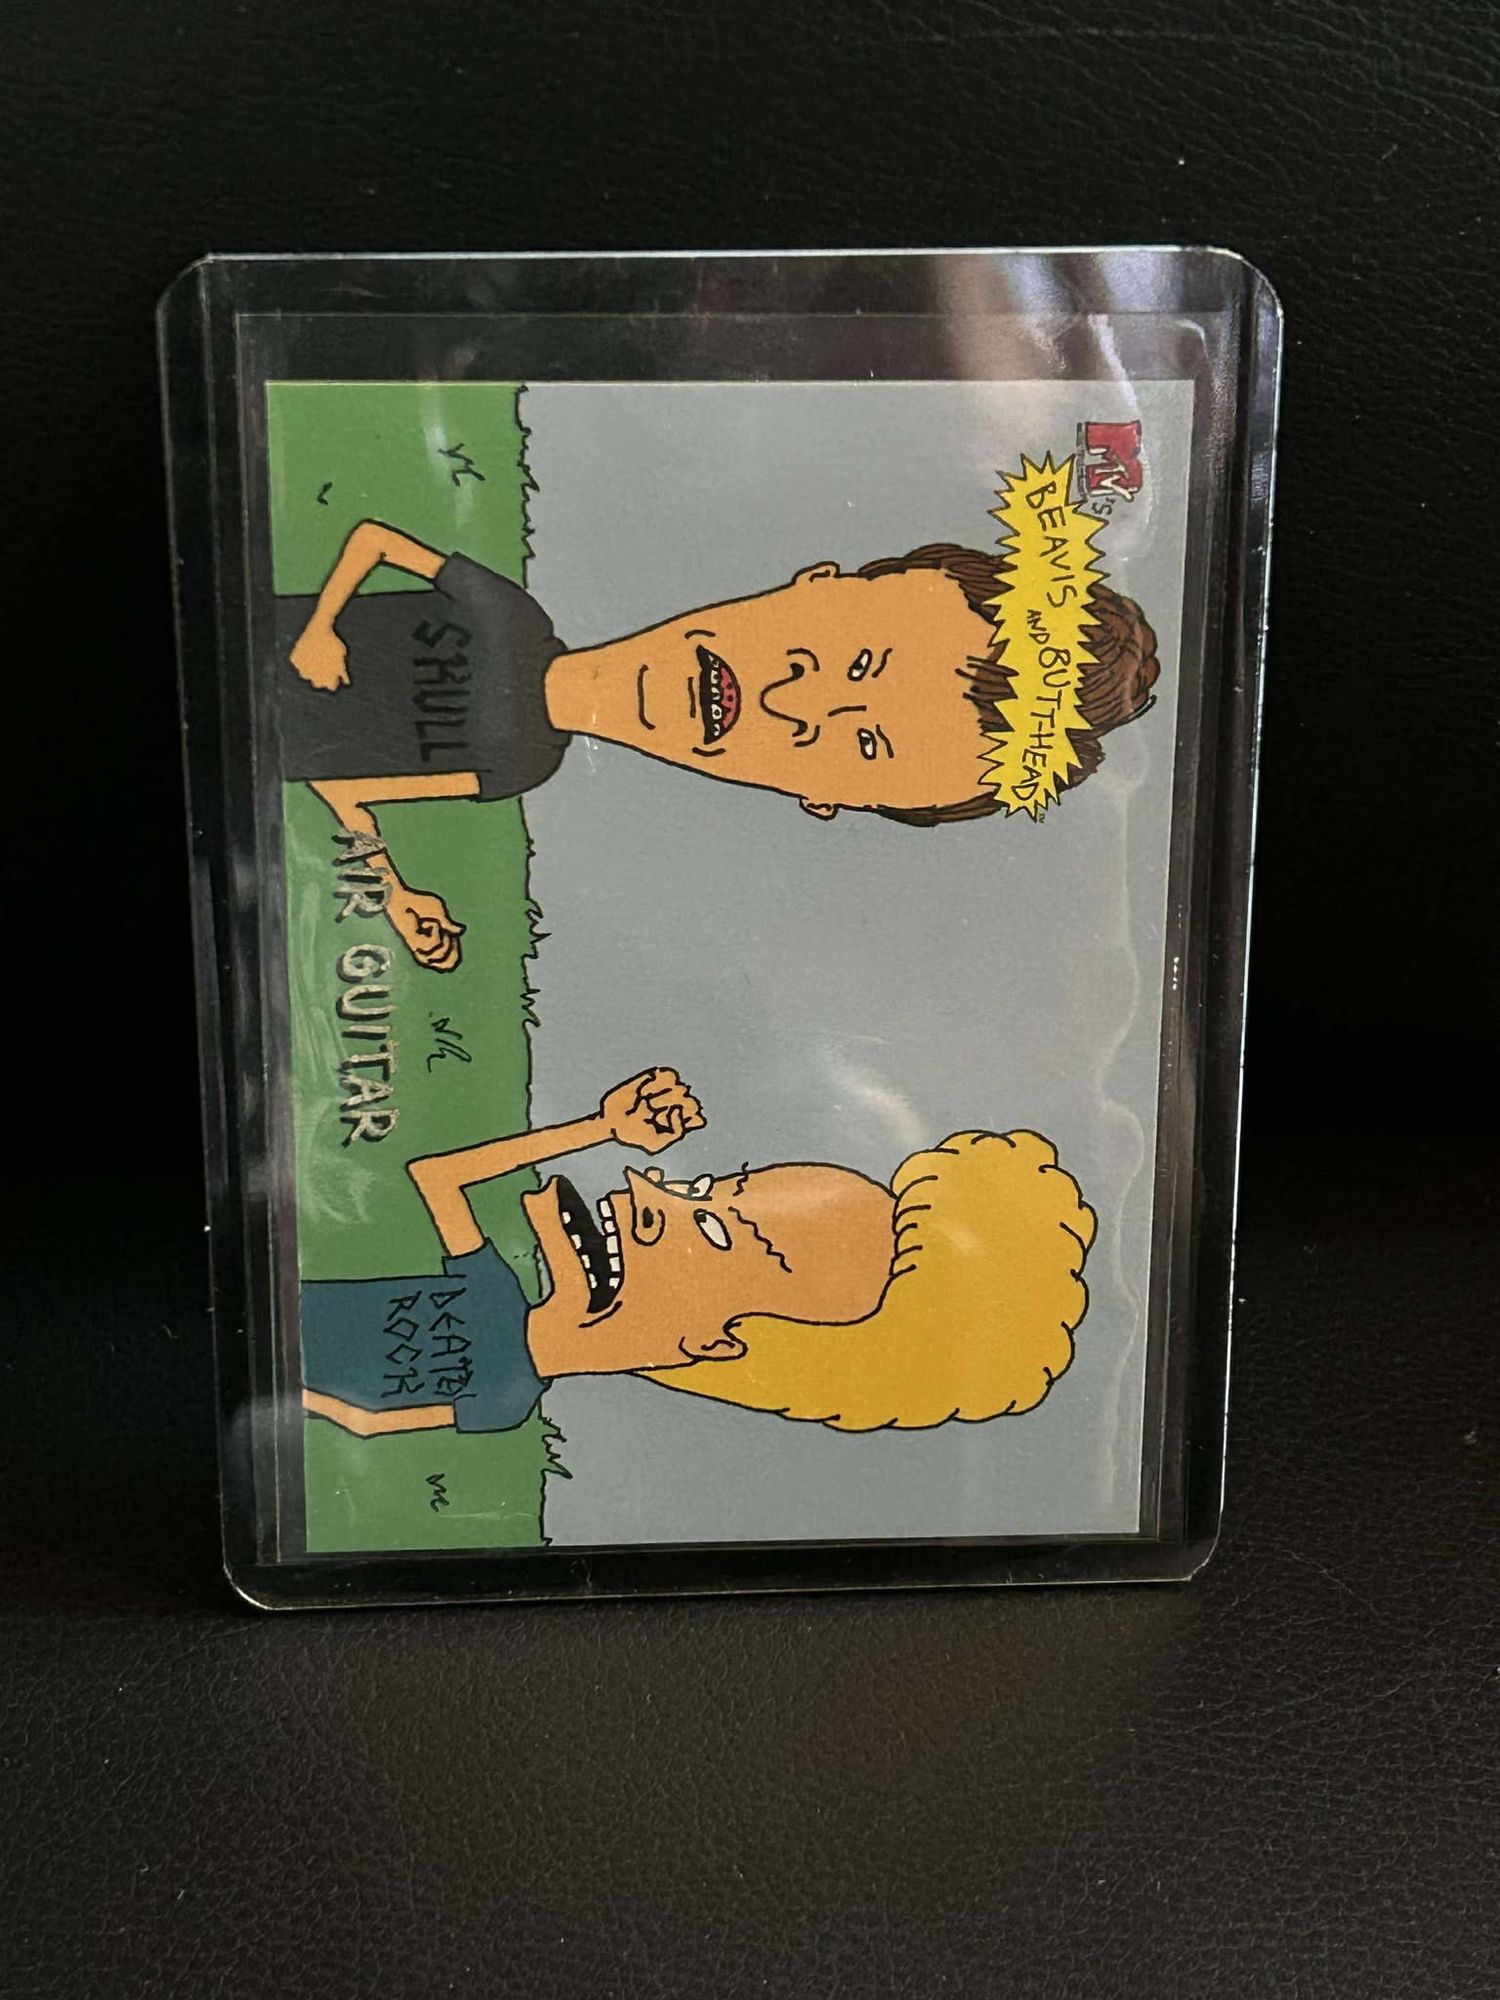 MTV'S
BEAVIS AND BUTT-HEAD
SKULL
DEATH
ROCK
AIR GUITAR